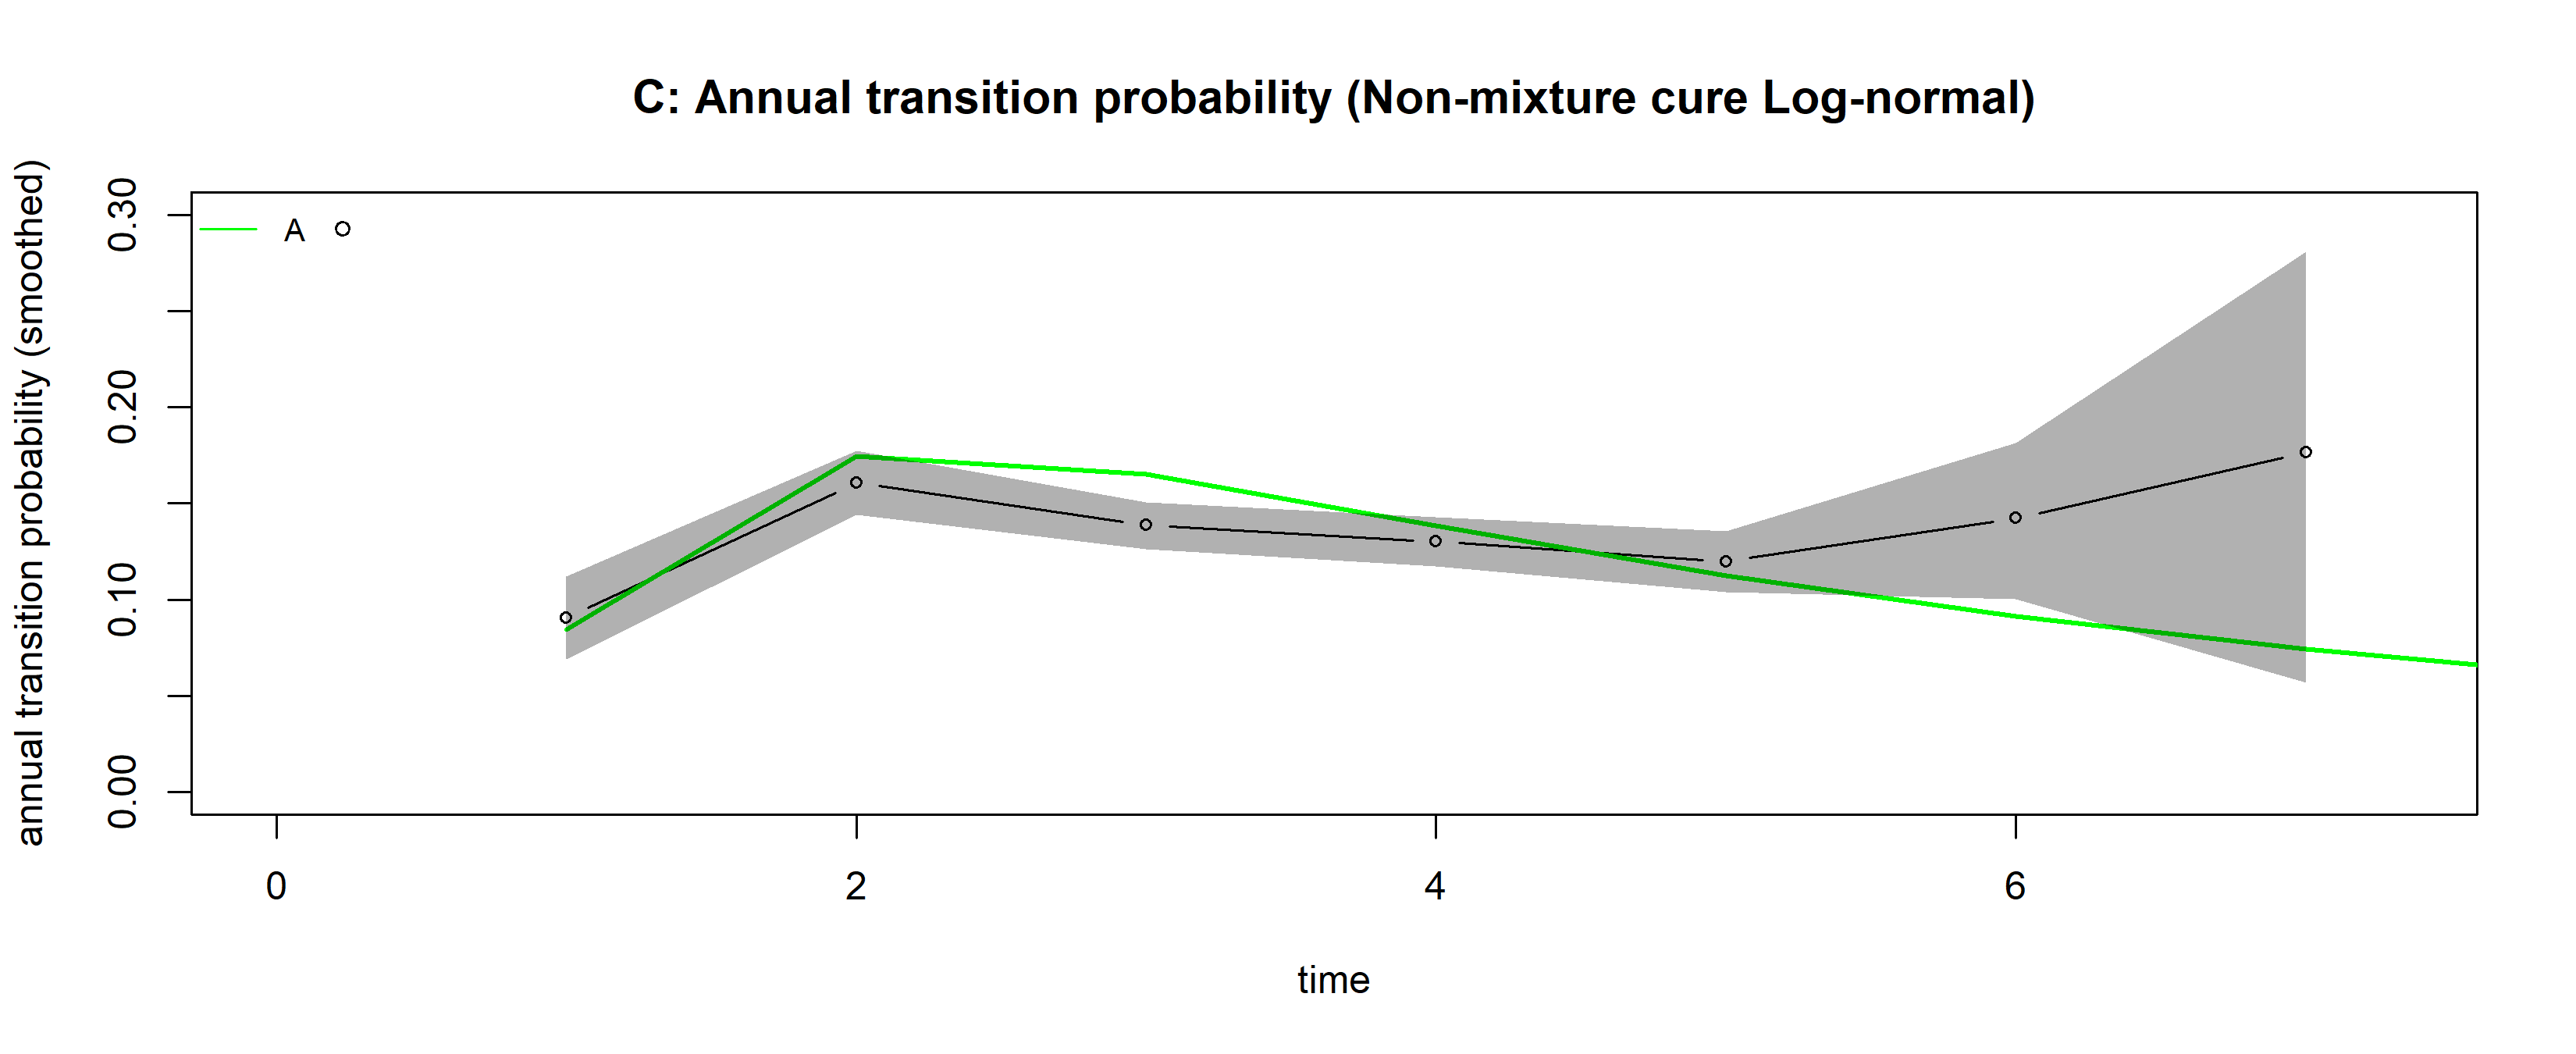 C: Annual transition probability (Non-mixture cure Log-normal)
annual transition probability (smoothed)
0.30
0.20
0.10
0.00
A
0 2 4 6
time